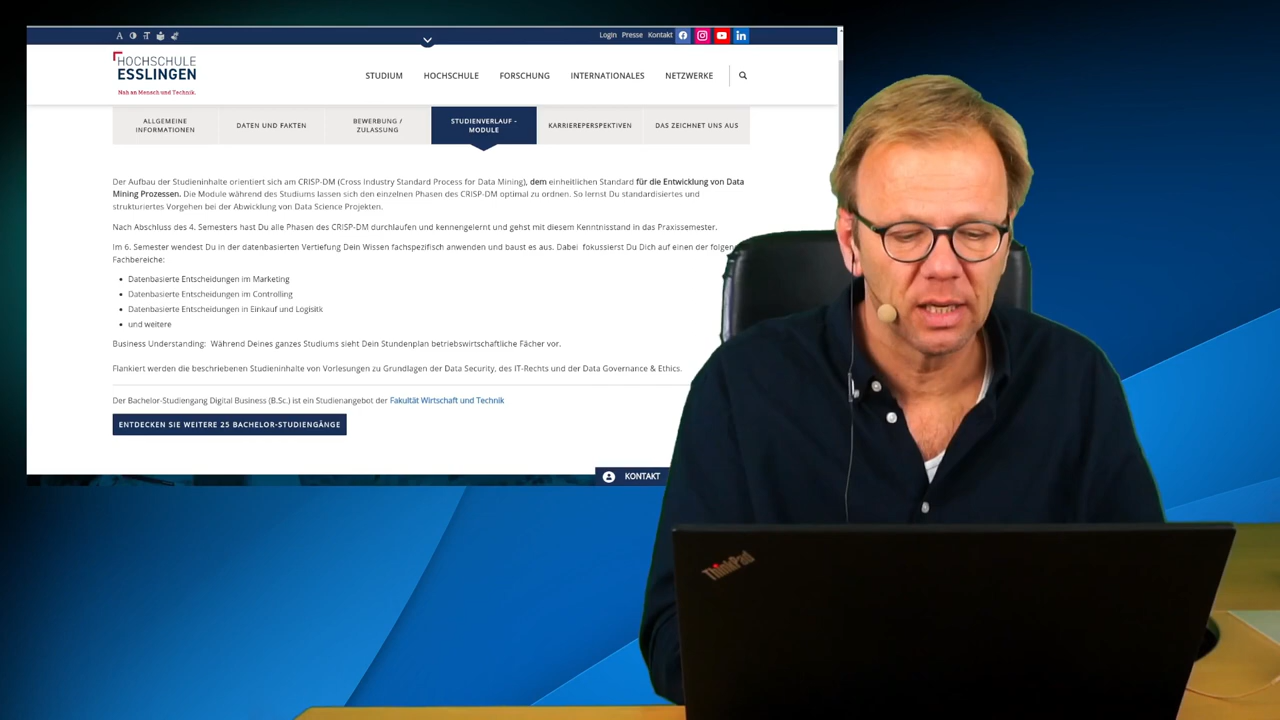 Login Presse Kontakt
HOCHSCHULE
ESSLINGEN
Nah an Mensch und Technik.
STUDIUM HOCHSCHULE FORSCHUNG INTERNATIONALES NETZWERKE
ALLGEMEINE
INFORMATIONEN
DATEN UND FAKTEN
BEWERBUNG /
ZULASSUNG
STUDIENVERLAUF -
MODULE
KARRIEREPERSPEKTIVEN
DAS ZEICHNET UNS AUS
Der Aufbau der Studieninhalte orientiert sich am CRISP-DM (Cross Industry Standard Process for Data Mining), dem einheitlichen Standard für die Entwicklung von Data
Mining Prozessen. Die Module während des Studiums lassen sich den einzelnen Phasen des CRISP-DM optimal zu ordnen. So lernst Du standardisiertes und
strukturiertes Vorgehen bei der Abwicklung von Data Science Projekten.
Nach Abschluss des 4. Semesters hast Du alle Phasen des CRISP-DM durchlaufen und kennengelernt und gehst mit diesem Kenntnisstand in das Praxissemester.
Im 6. Semester wendest Du in der datenbasierten Vertiefung Dein Wissen fachspezifisch anwenden und baust es aus. Dabei fokussierst Du Dich auf einen der folgen
Fachbereiche:
• Datenbasierte Entscheidungen im Marketing
• Datenbasierte Entscheidungen im Controlling
• Datenbasierte Entscheidungen in Einkauf und Logisitk
• und weitere
Business Understanding: Während Deines ganzes Studiums sieht Dein Stundenplan betriebswirtschaftliche Fächer vor.
Flankiert werden die beschriebenen Studieninhalte von Vorlesungen zu Grundlagen der Data Security, des IT-Rechts und der Data Governance & Ethics.
Der Bachelor-Studiengang Digital Business (B.Sc.) ist ein Studienangebot der Fakultät Wirtschaft und Technik
ENTDECKEN SIE WEITERE 25 BACHELOR-STUDIENGÄNGE
KONTAKT
ThinkPad